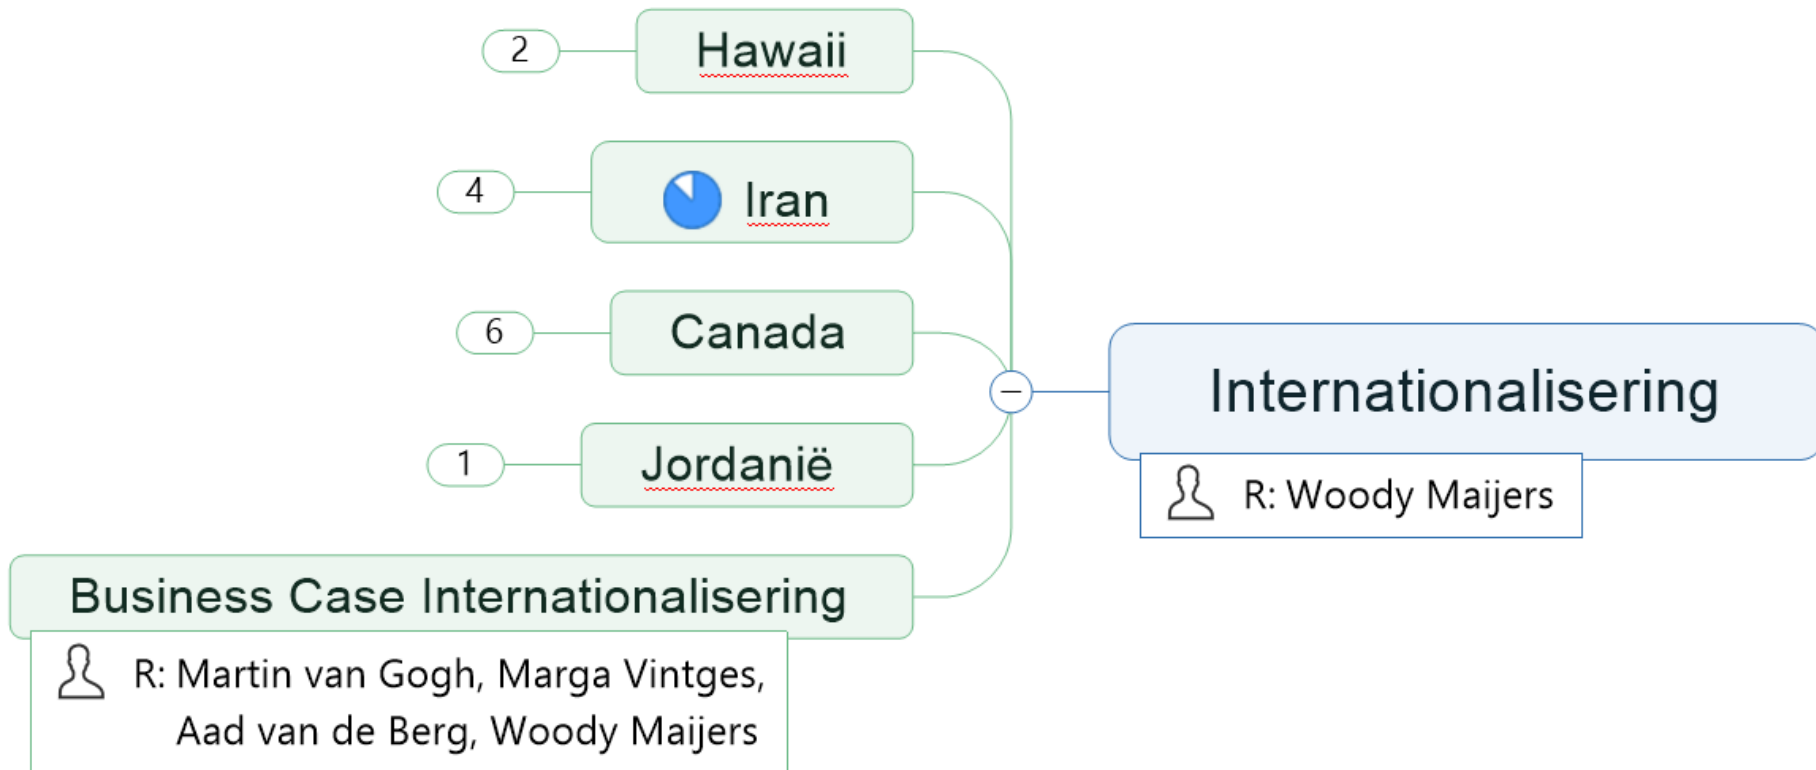 2
Hawaii
4
Iran
6
Canada
1
Jordanië
Business Case Internationalisering
R: Martin van Gogh, Marga Vintges,
Aad van de Berg, Woody Maijers
Internationalisering
R: Woody Maijers